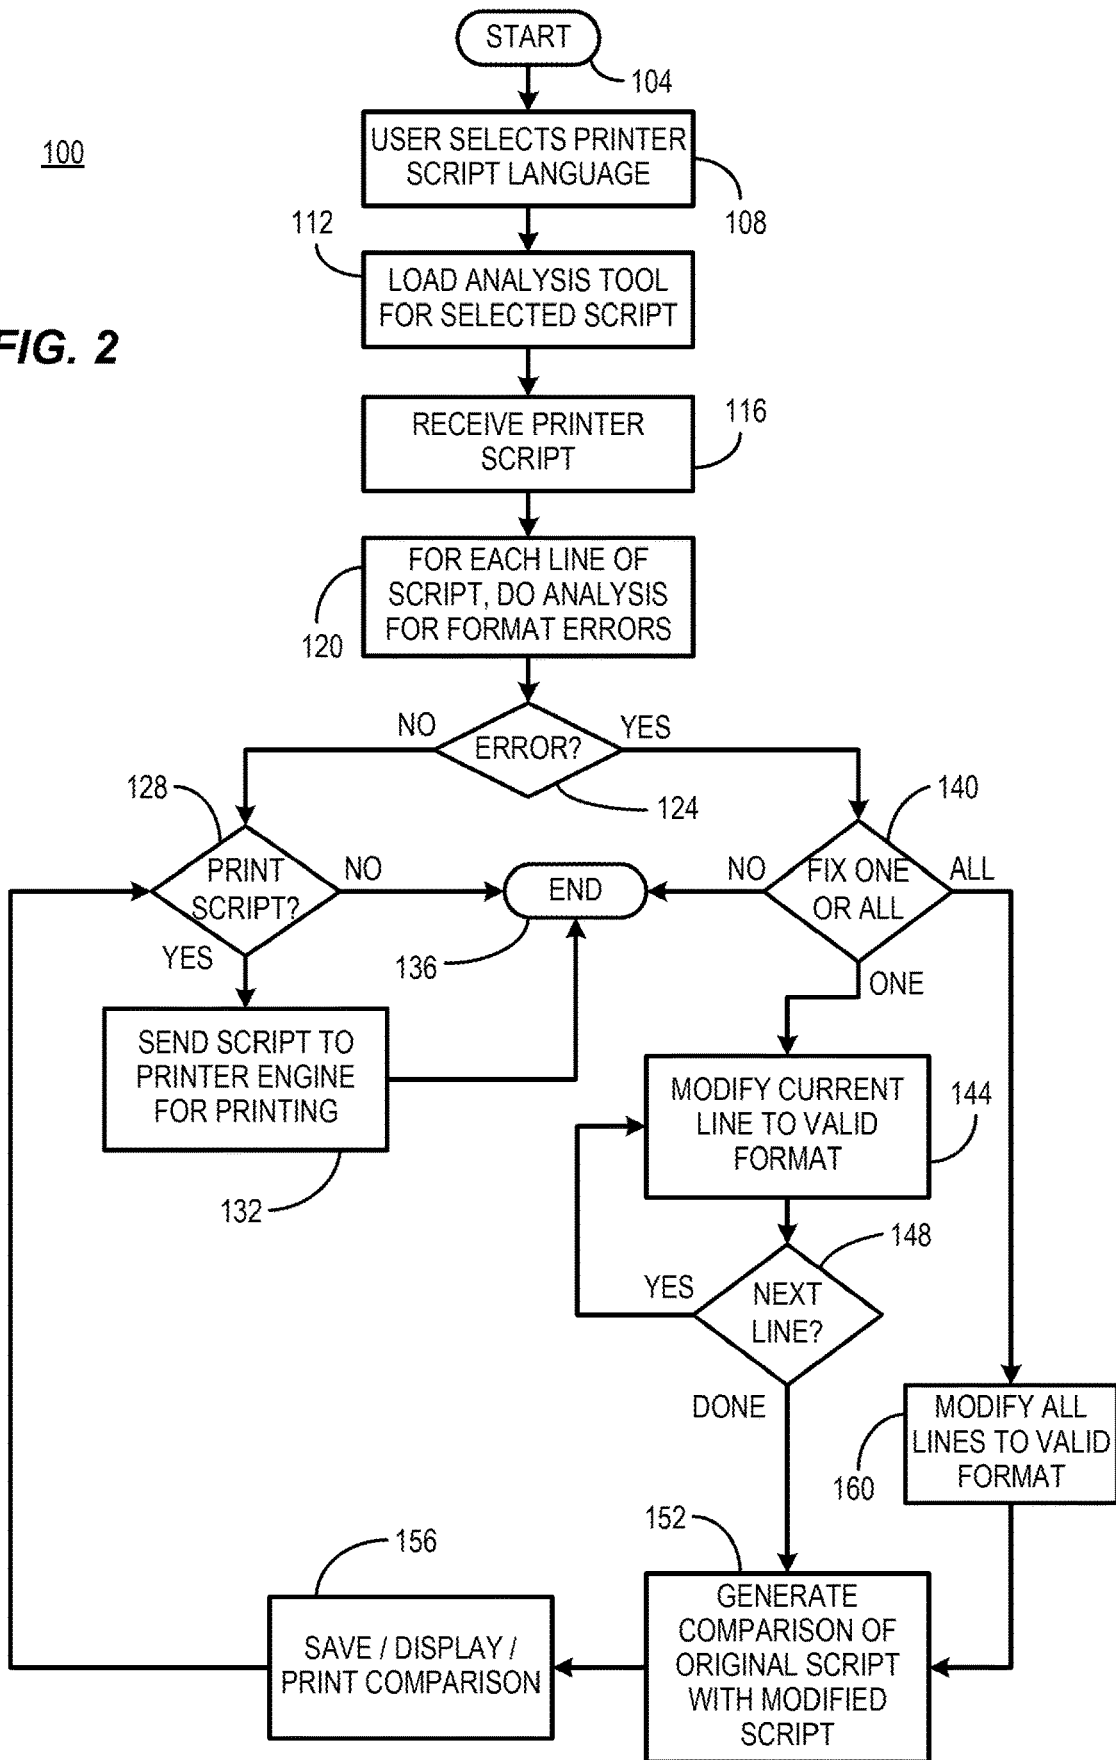 START
104
100
USER SELECTS PRINTER
SCRIPT LANGUAGE
108
112
LOAD ANALYSIS TOOL
FOR SELECTED SCRIPT
FIG. 2
RECEIVE PRINTER
SCRIPT
116
FOR EACH LINE OF
SCRIPT, DO ANALYSIS
FOR FORMAT ERRORS
120
NO
ERROR?
YES
124
128
PRINT
SCRIPT?
NO
YES
END
136
140
NO
FIX ONE
OR ALL
ALL
ONE
SEND SCRIPT TO
PRINTER ENGINE
FOR PRINTING
132
MODIFY CURRENT
LINE TO VALID
FORMAT
144
148
YES
NEXT
LINE?
DONE
MODIFY ALL
LINES TO VALID
FORMAT
160
152
GENERATE
COMPARISON OF
ORIGINAL SCRIPT
WITH MODIFIED
SCRIPT
156
SAVE / DISPLAY /
PRINT COMPARISON